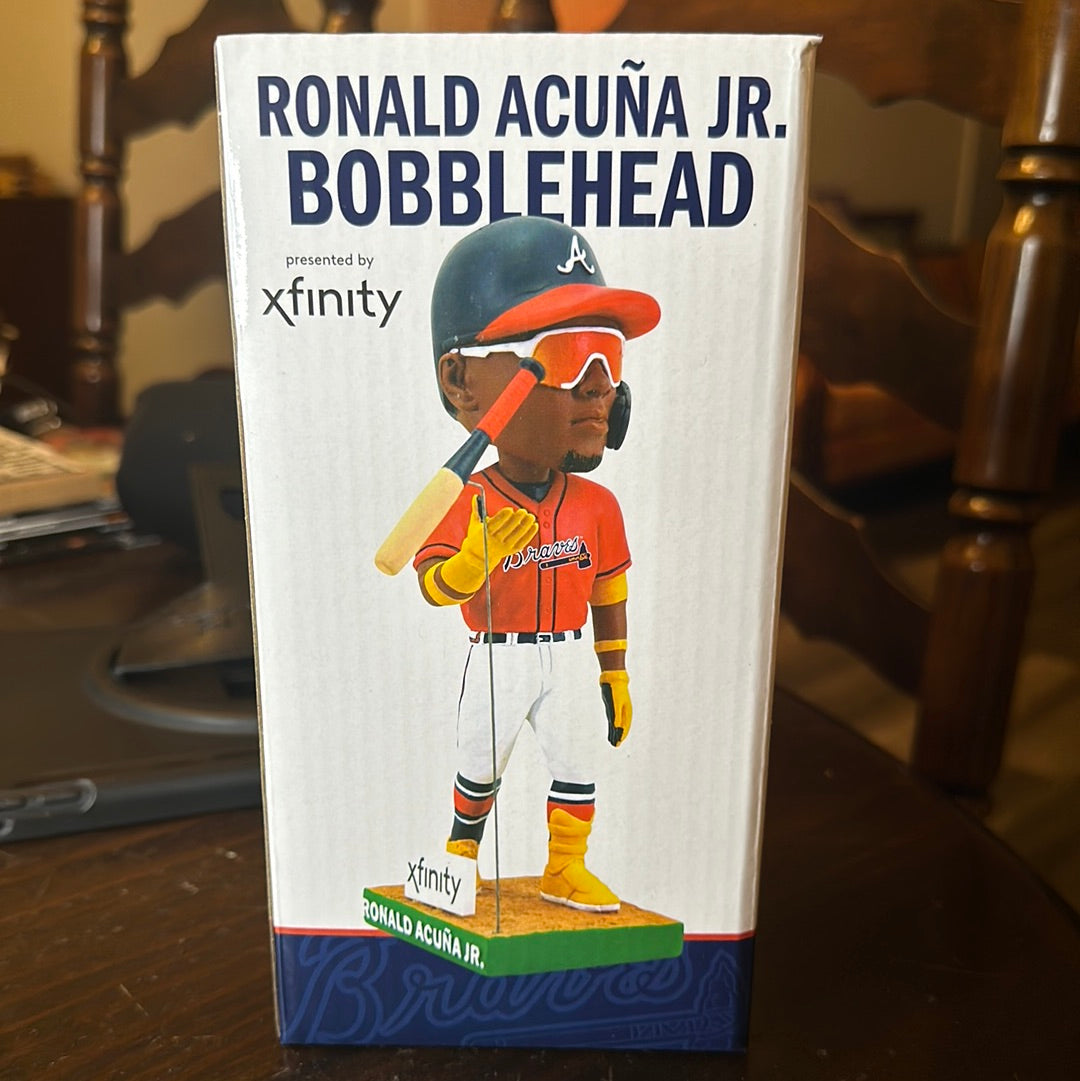 RONALD ACUÑA JR.
BOBBLEHEAD
presented by
xfinity
A
Braves
xfinity
RONALD ACUÑA JR.
Braves